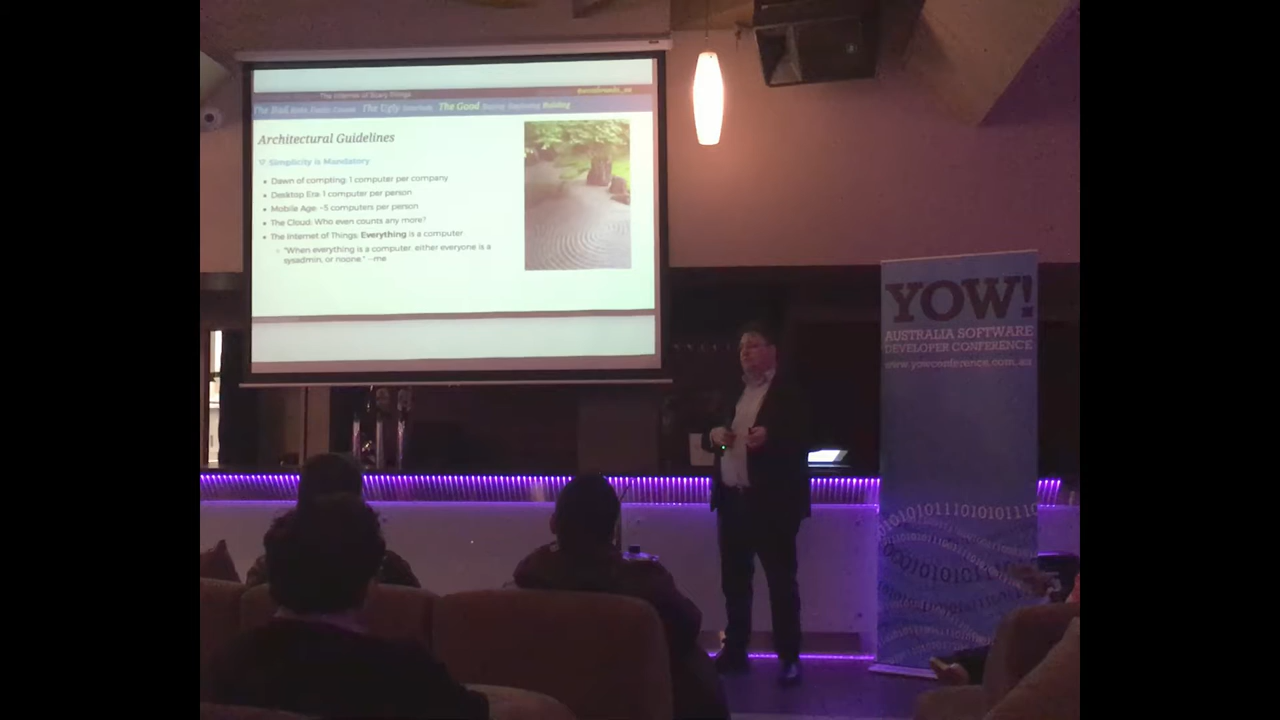 The Internet of Scary Things
The Bad The Ugly The Good Building
Architectural Guidelines
Simplicity is Mandatory
Dawn of compting: 1 computer per company
Desktop Era: 1 computer per person
Mobile Age: ~5 computers per person
The Cloud: Who even counts any more?
The Internet of Things: Everything is a computer
"When everything is a computer, either everyone is a
sysadmin, or noone." --me
YOW!
AUSTRALIA SOFTWARE
DEVELOPER CONFERENCE
www.yowconference.com.au